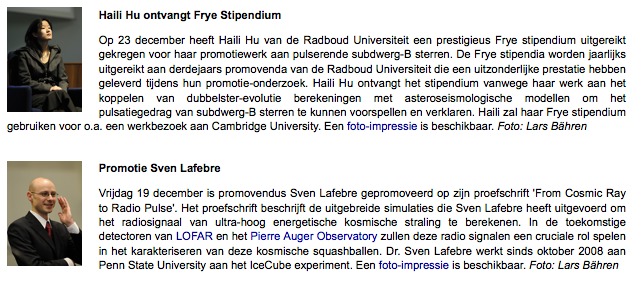 Haili Hu ontvangt Frye Stipendium
Op 23 december heeft Haili Hu van de Radboud Universiteit een prestigieus Frye stipendium uitgereikt
gekregen voor haar promotiewerk aan pulserende subdwerg-B sterren. De Frye stipendia worden jaarlijks
uitgereikt aan derdejaars promovenda van de Radboud Universiteit die een uitzonderlijke prestatie hebben
geleverd tijdens hun promotie-onderzoek. Haili Hu ontvangt het stipendium vanwege haar werk aan het
koppelen van dubbelster-evolutie berekeningen met asteroseismologische modellen om het
pulsatiegedrag van subdwerg-B sterren te kunnen voorspellen en verklaren. Haili zal haar Frye stipendium
gebruiken voor o.a. een werkbezoek aan Cambridge University. Een foto-impressie is beschikbaar. Foto: Lars Bähren
Promotie Sven Lafebre
Vrijdag 19 december is promovendus Sven Lafebre gepromoveerd op zijn proefschrift 'From Cosmic Ray
to Radio Pulse'. Het proefschrift beschrijft de uitgebreide simulaties die Sven Lafebre heeft uitgevoerd om
het radiosignaal van ultra-hoog energetische kosmische straling te berekenen. In de toekomstige
detectoren van LOFAR en het Pierre Auger Observatory zullen deze radio signalen een cruciale rol spelen
in het karakteriseren van deze kosmische squashballen. Dr. Sven Lafebre werkt sinds oktober 2008 aan
Penn State University aan het IceCube experiment. Een foto-impressie is beschikbaar. Foto: Lars Bähren